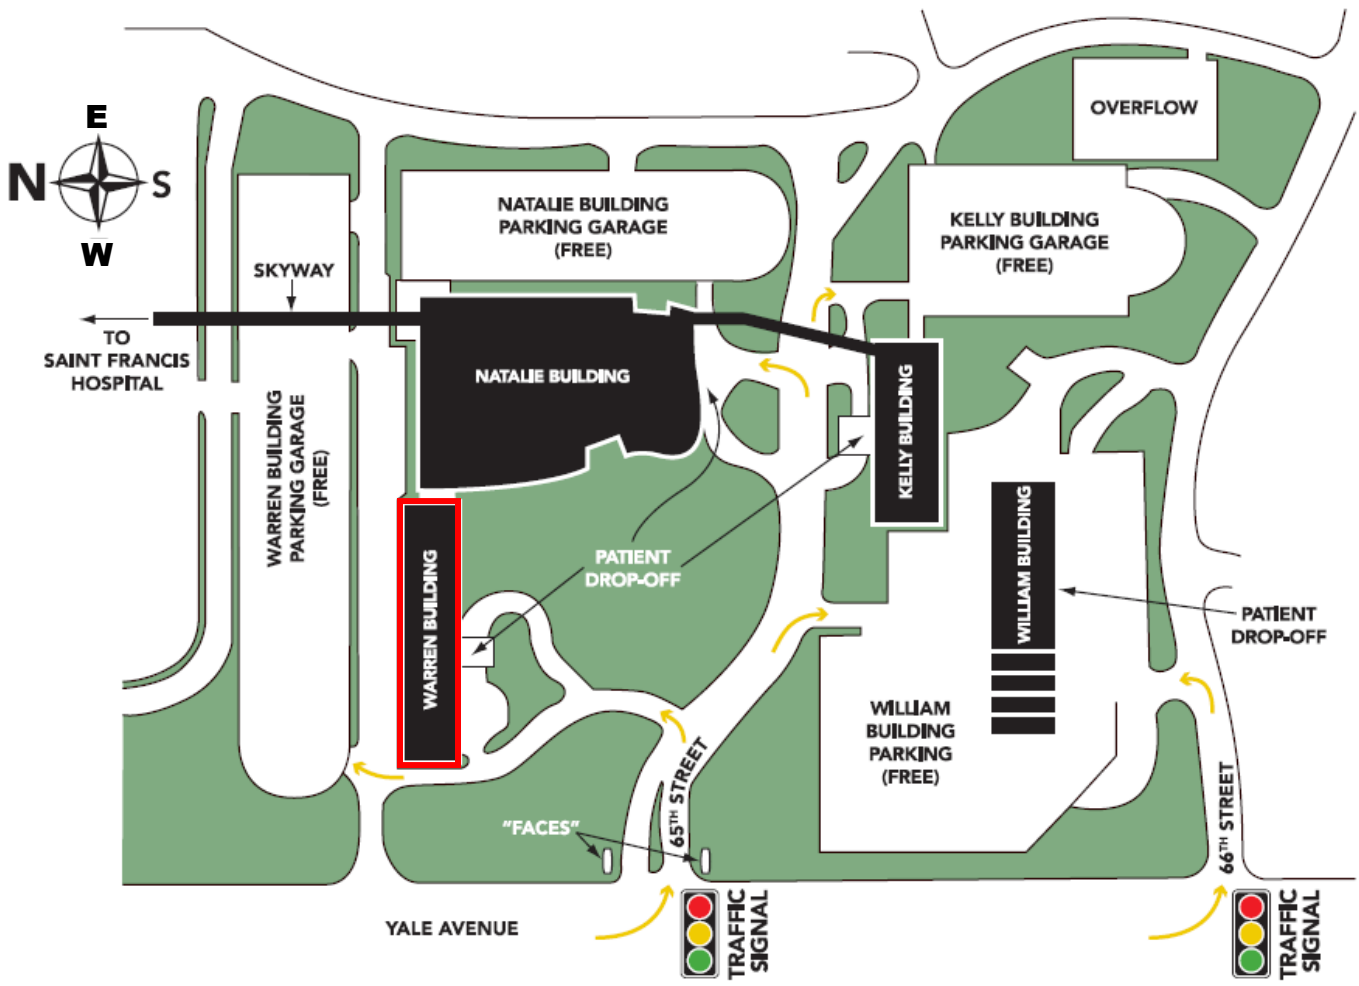 E
N
S
W
OVERFLOW
NATALIE BUILDING
PARKING GARAGE
(FREE)
KELLY BUILDING
PARKING GARAGE
(FREE)
SKYWAY
TO
SAINT FRANCIS
HOSPITAL
NATALIE BUILDING
KELLY BUILDING
WARREN BUILDING
PARKING GARAGE
(FREE)
WILLIAM BUILDING
PATIENT
DROP-OFF
WARREN BUILDING
PATIENT
DROP-OFF
WILLIAM
BUILDING
PARKING
(FREE)
65TH STREET
66TH STREET
"FACES"
YALE AVENUE
TRAFFIC
SIGNAL
TRAFFIC
SIGNAL